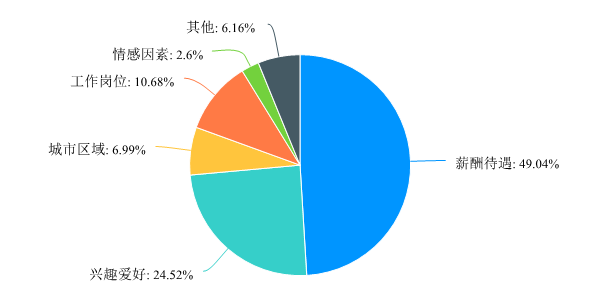 其他: 6.16%
情感因素: 2.6%
工作岗位: 10.68%
城市区域: 6.99%
薪酬待遇: 49.04%
兴趣爱好: 24.52%